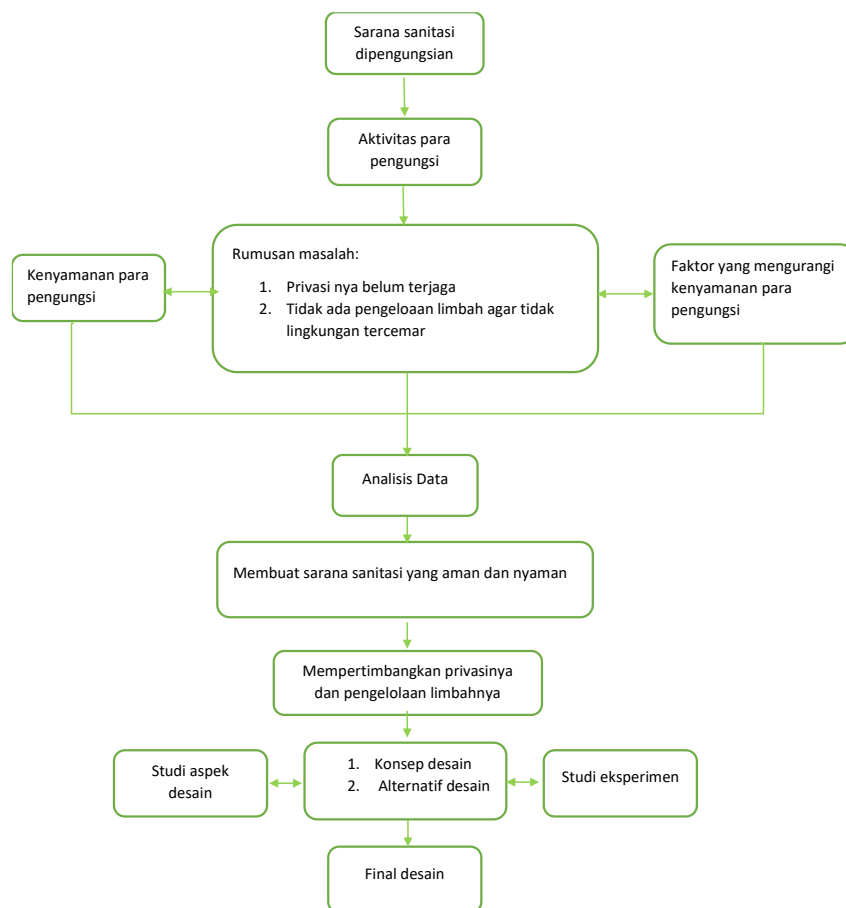 Sarana sanitasi
dipengungsian
Aktivitas para
pengungsi
Rumusan masalah:
1. Privasi nya belum terjaga
2. Tidak ada pengeloaan limbah agar tidak
lingkungan tercemar
Kenyamanan para
pengungsi
Faktor yang mengurangi
kenyamanan para
pengungsi
Analisis Data
Membuat sarana sanitasi yang aman dan nyaman
Mempertimbangkan privasinya
dan pengelolaan limbahnya
Studi aspek
desain
1. Konsep desain
2. Alternatif desain
Studi eksperimen
Final desain